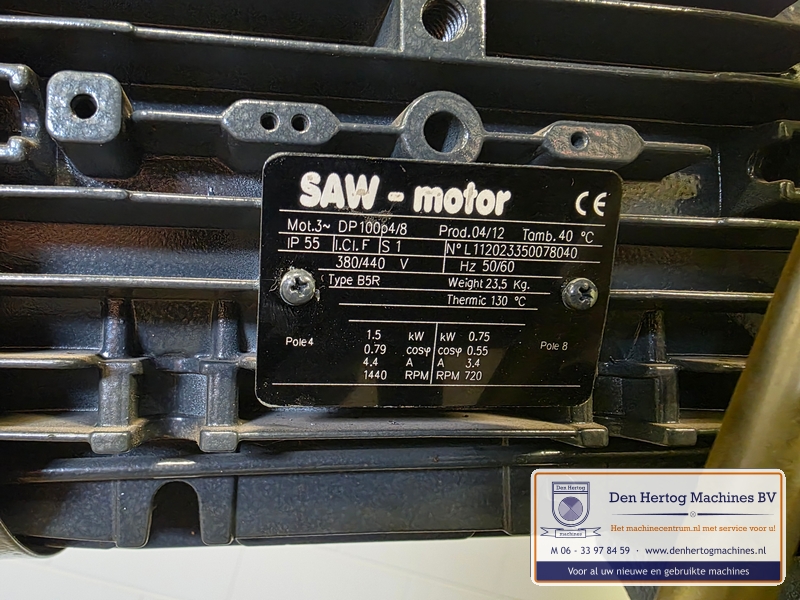 SAW - motor CE
Mot.3~ DP100p4/8 Prod.04/12 Tamb. 40 °C
IP 55 I.Cl. F S 1 N° L112023350078040
380/440 V Hz 50/60
Type B5R Weight 23,5 Kg.
Thermic 130 °C
1.5 kW kW 0.75
Pole 4 0.79 cosφ cosφ 0.55 Pole 8
4.4 A A 3.4
1440 RPM RPM 720
Den Hertog
machines
Den Hertog Machines BV
Het machinecentrum.nl met service voor u!
M 06 - 33 97 84 59 · www.denhertogmachines.nl
Voor al uw nieuwe en gebruikte machines